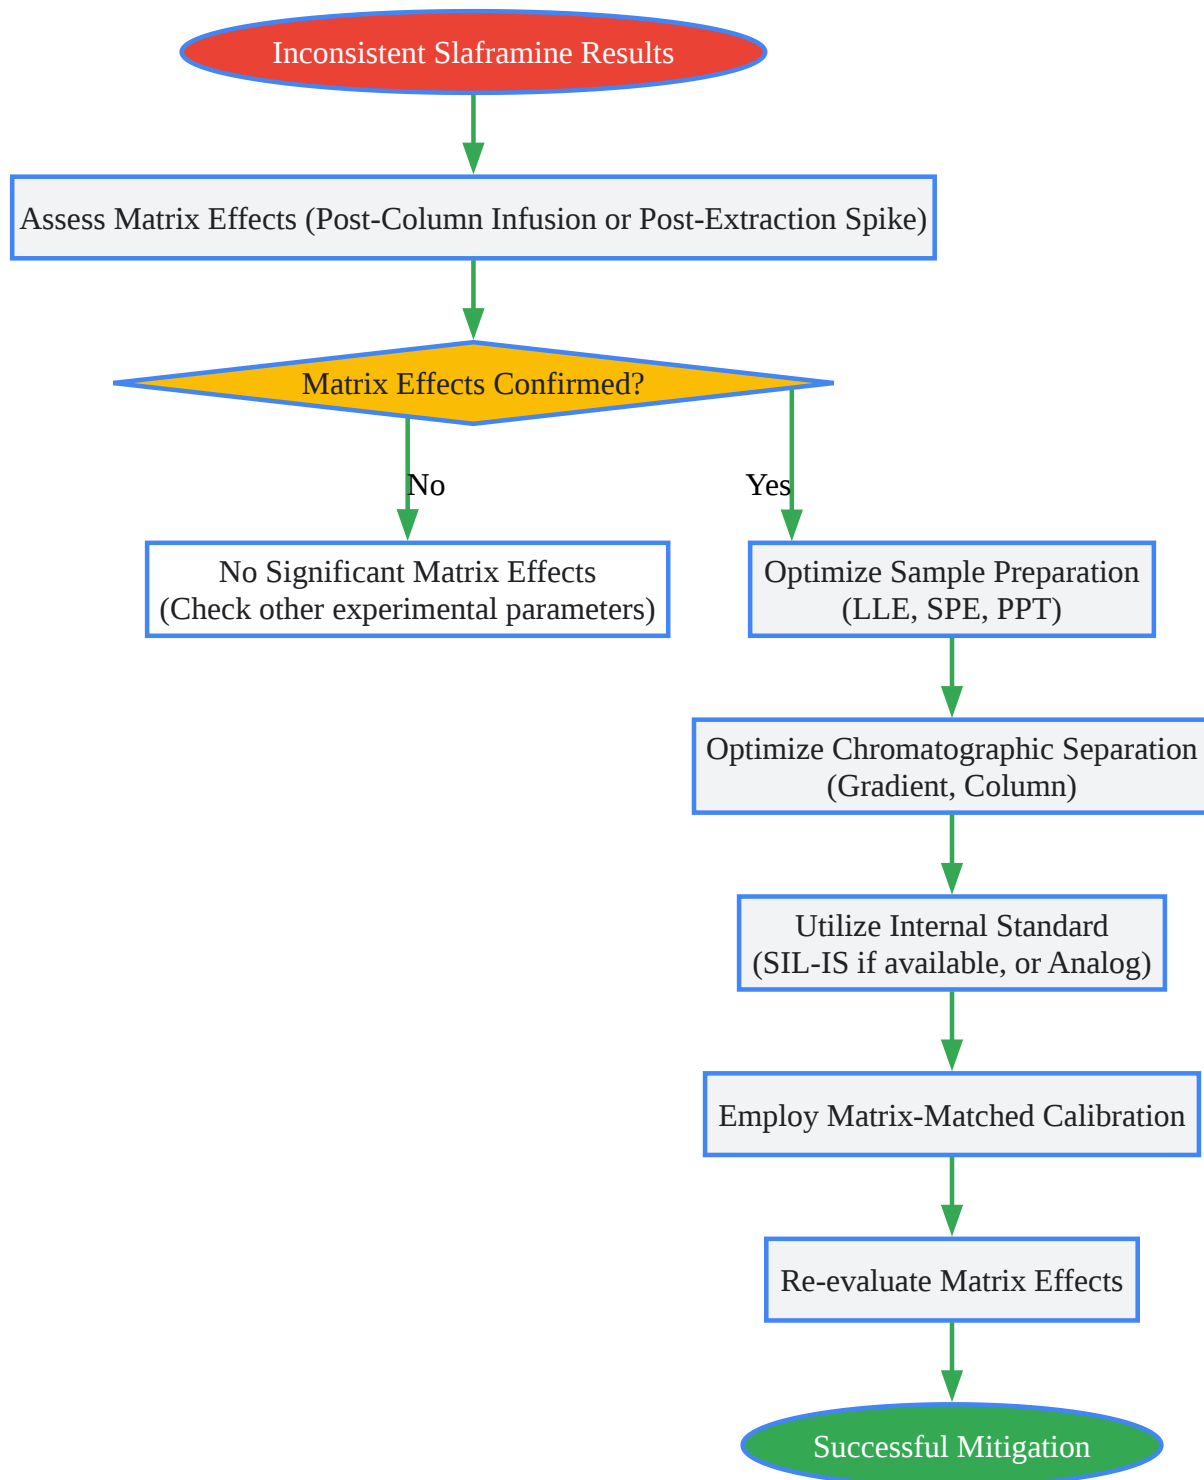 Inconsistent Slaframine Results
Assess Matrix Effects (Post-Column Infusion or Post-Extraction Spike)
Matrix Effects Confirmed?
No
Yes
No Significant Matrix Effects
(Check other experimental parameters)
Optimize Sample Preparation
(LLE, SPE, PPT)
Optimize Chromatographic Separation
(Gradient, Column)
Utilize Internal Standard
(SIL-IS if available, or Analog)
Employ Matrix-Matched Calibration
Re-evaluate Matrix Effects
Successful Mitigation